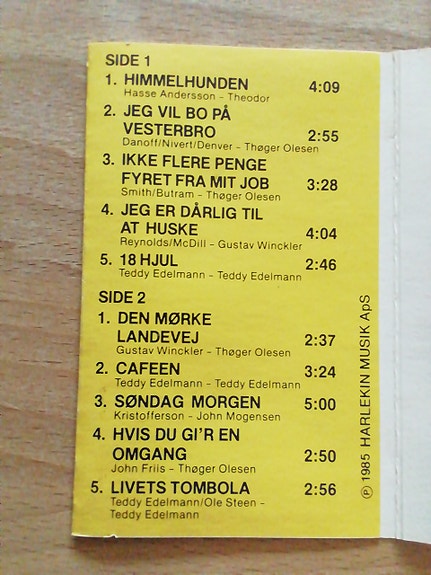 SIDE 1
1. HIMMELHUNDEN 4:09
Hasse Andersson – Theodor
2. JEG VIL BO PÅ
VESTERBRO 2:55
Danoff/Nivert/Denver – Thøger Olesen
3. IKKE FLERE PENGE
FYRET FRA MIT JOB 3:28
Smith/Butram – Thøger Olesen
4. JEG ER DÅRLIG TIL
AT HUSKE 4:04
Reynolds/McDill – Gustav Winckler
5. 18 HJUL 2:46
Teddy Edelmann – Teddy Edelmann
SIDE 2
1. DEN MØRKE
LANDEVEJ 2:37
Gustav Winckler – Thøger Olesen
2. CAFEEN 3:24
Teddy Edelmann – Teddy Edelmann
3. SØNDAG MORGEN 5:00
Kristofferson – John Mogensen
4. HVIS DU GI'R EN
OMGANG 2:50
John Friis – Thøger Olesen
5. LIVETS TOMBOLA 2:56
Teddy Edelmann/Ole Steen –
Teddy Edelmann
℗ 1985 HARLEKIN MUSIK ApS